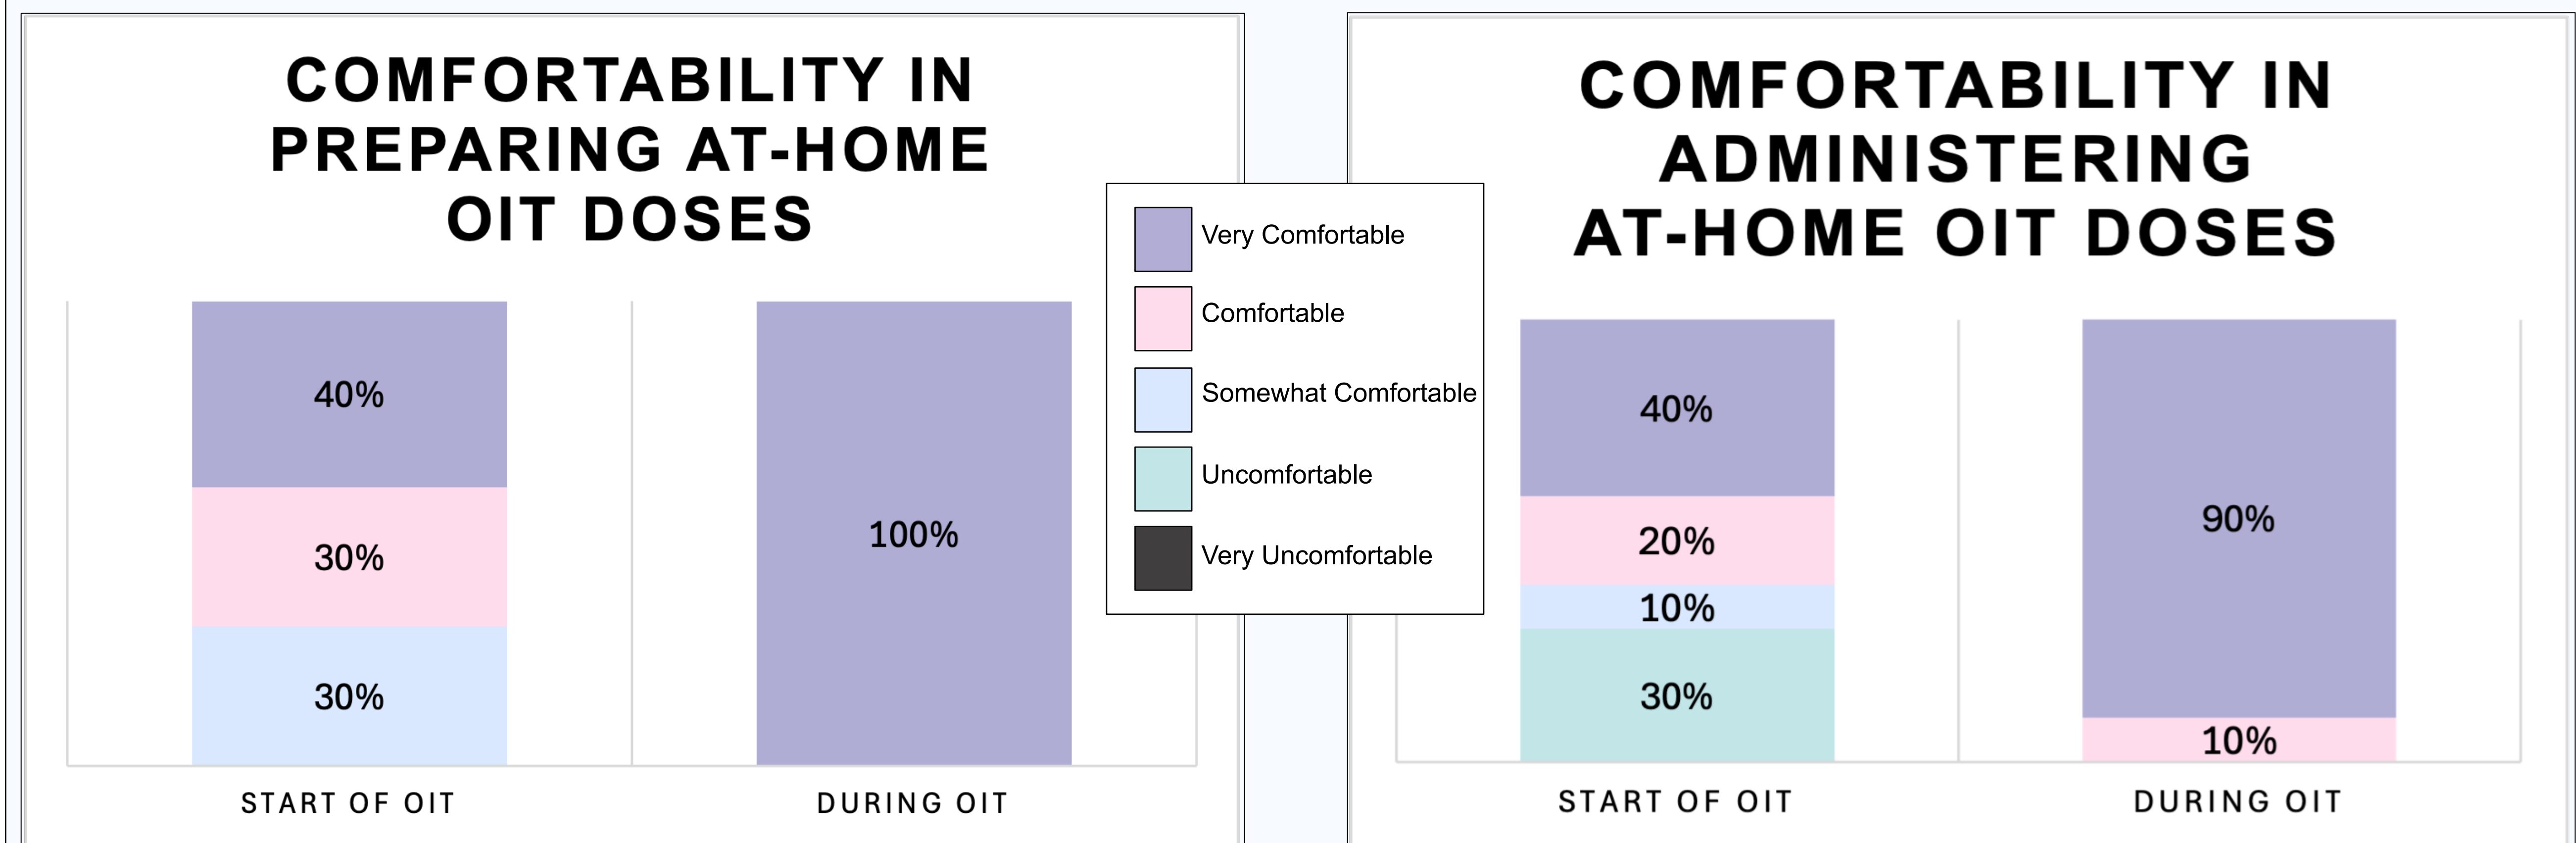 COMFORTABILITY IN
PREPARING AT-HOME
OIT DOSES
40%
30%
30%
100%
START OF OIT
DURING OIT
Very Comfortable
Comfortable
Somewhat Comfortable
Uncomfortable
Very Uncomfortable
COMFORTABILITY IN
ADMINISTERING
AT-HOME OIT DOSES
40%
20%
10%
30%
90%
10%
START OF OIT
DURING OIT